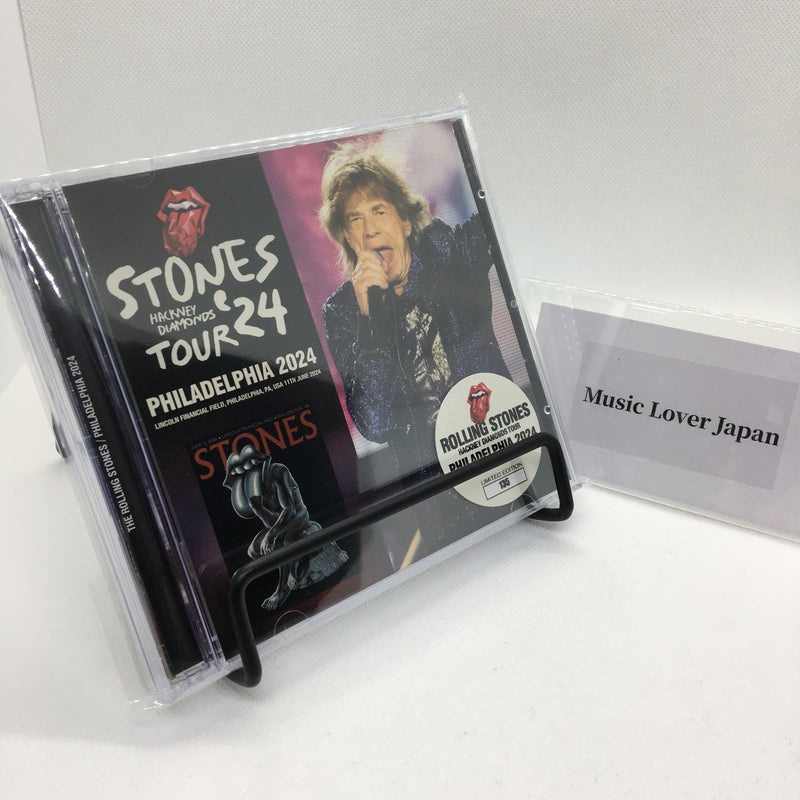 THE ROLLING STONES / PHILADELPHIA 2024
STONES
HACKNEY
DIAMONDS
TOUR '24
PHILADELPHIA 2024
LINCOLN FINANCIAL FIELD, PHILADELPHIA, PA, USA 11TH JUNE 2024
STONES
ROLLING STONES
HACKNEY DIAMONDS TOUR
PHILADELPHIA 2024
LIMITED EDITION
135
Music Lover Japan